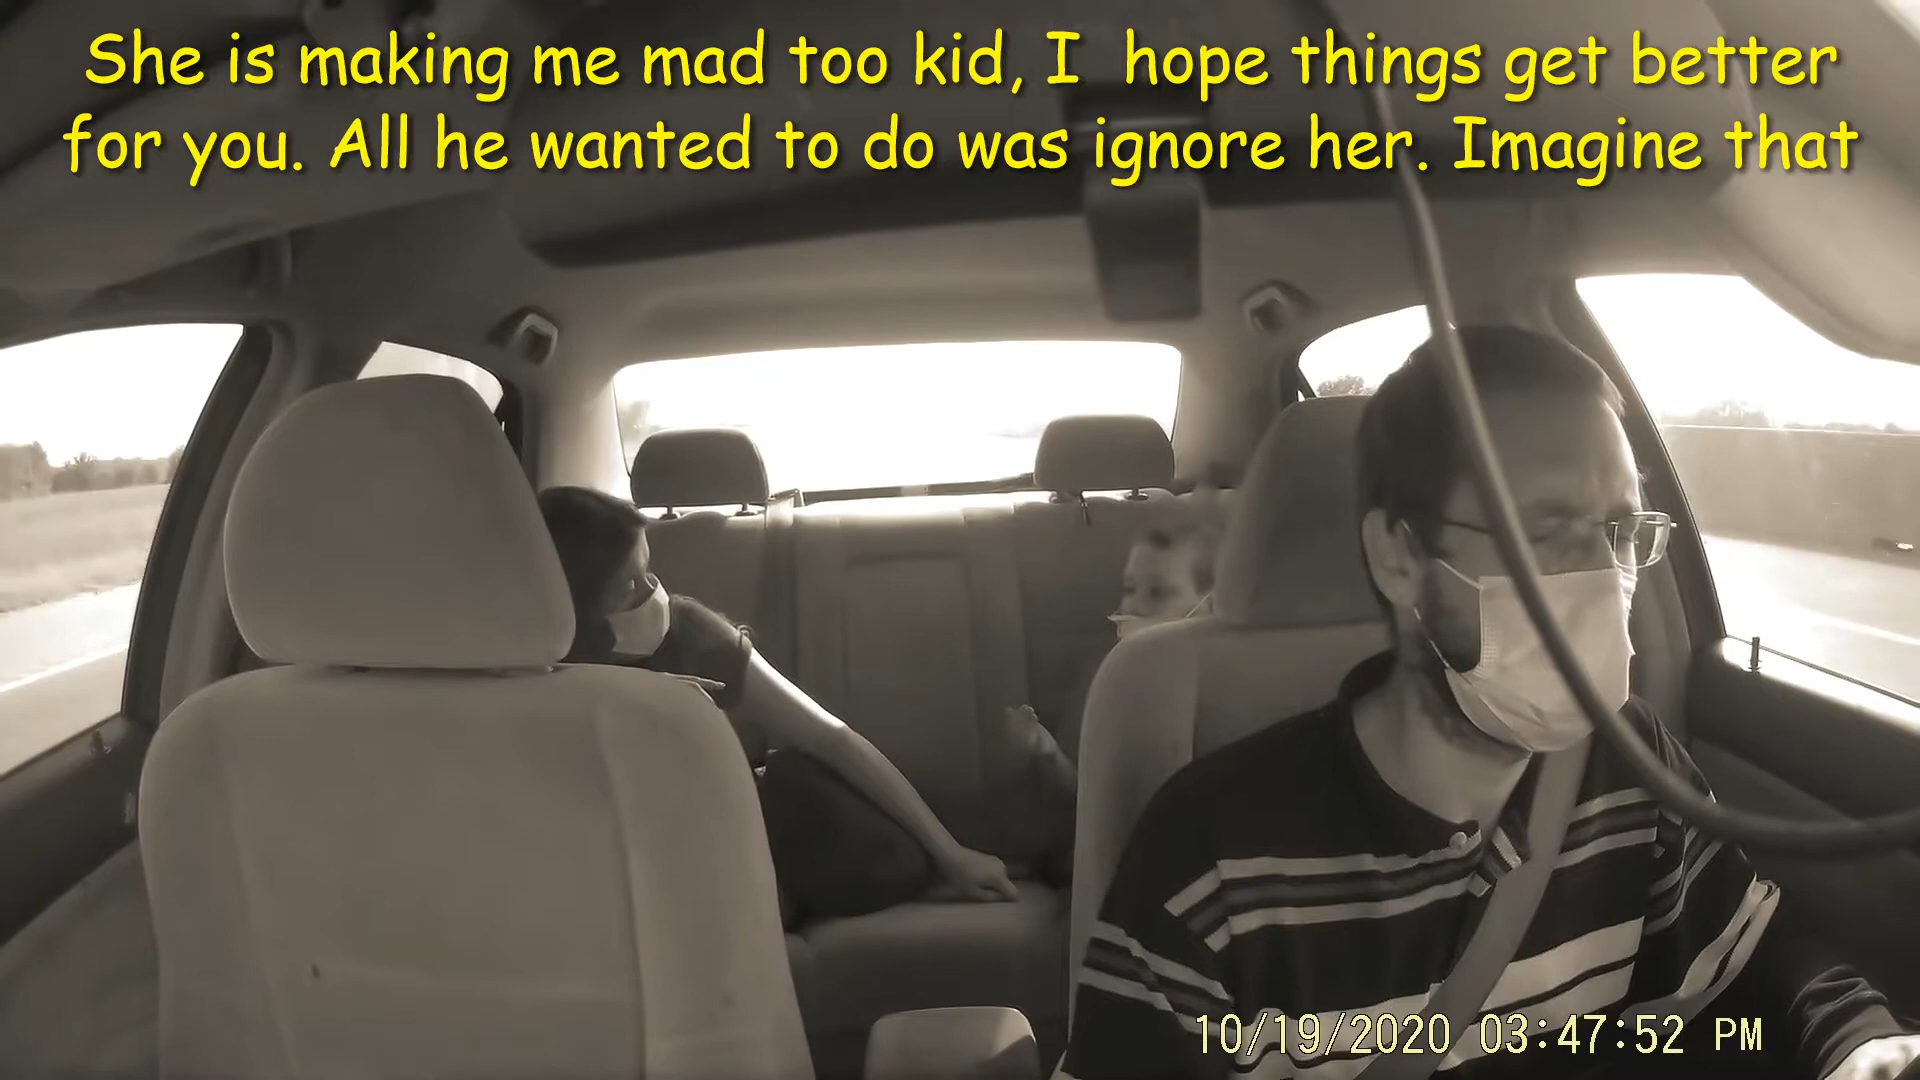 She is making me mad too kid, I  hope things get better
for you. All he wanted to do was ignore her. Imagine that
10/19/2020 03:47:52 PM